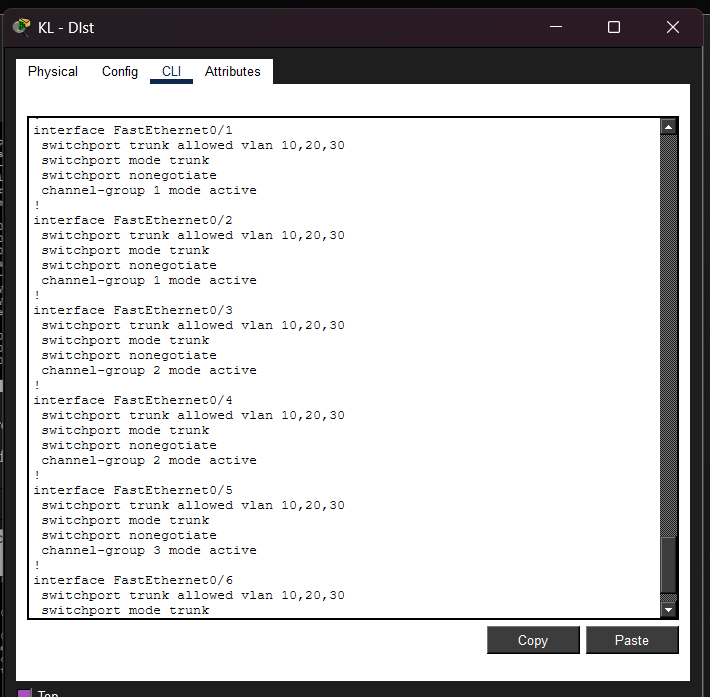 KL - DIst
Physical Config CLI Attributes
!
interface FastEthernet0/1
switchport trunk allowed vlan 10,20,30
switchport mode trunk
switchport nonegotiate
channel-group 1 mode active
!
interface FastEthernet0/2
switchport trunk allowed vlan 10,20,30
switchport mode trunk
switchport nonegotiate
channel-group 1 mode active
!
interface FastEthernet0/3
switchport trunk allowed vlan 10,20,30
switchport mode trunk
switchport nonegotiate
channel-group 2 mode active
!
interface FastEthernet0/4
switchport trunk allowed vlan 10,20,30
switchport mode trunk
switchport nonegotiate
channel-group 2 mode active
!
interface FastEthernet0/5
switchport trunk allowed vlan 10,20,30
switchport mode trunk
switchport nonegotiate
channel-group 3 mode active
!
interface FastEthernet0/6
switchport trunk allowed vlan 10,20,30
switchport mode trunk
Copy Paste
Top